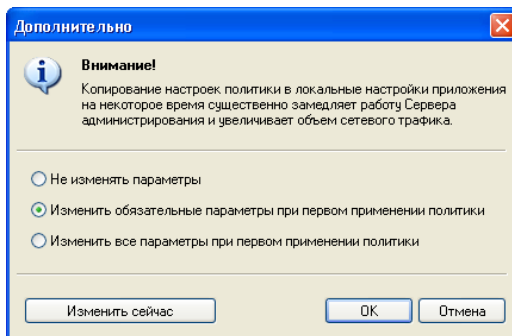 Дополнительно
Внимание!
Копирование настроек политики в локальные настройки приложения
на некоторое время существенно замедляет работу Сервера
администрирования и увеличивает объем сетевого трафика.
Не изменять параметры
Изменить обязательные параметры при первом применении политики
Изменить все параметры при первом применении политики
Изменить сейчас
OK
Отмена